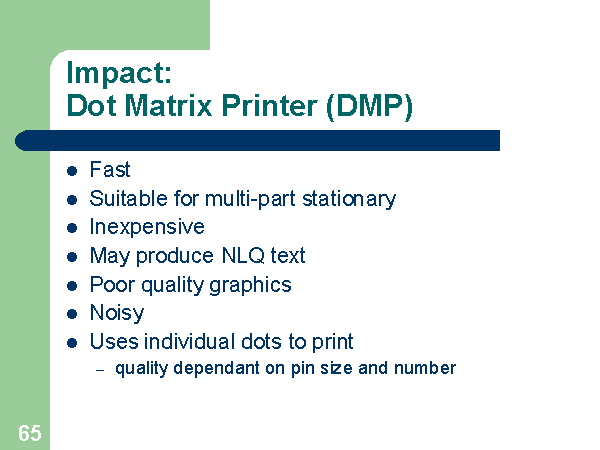 Impact:
Dot Matrix Printer (DMP)
Fast
Suitable for multi-part stationary
Inexpensive
May produce NLQ text
Poor quality graphics
Noisy
Uses individual dots to print
– quality dependant on pin size and number
65